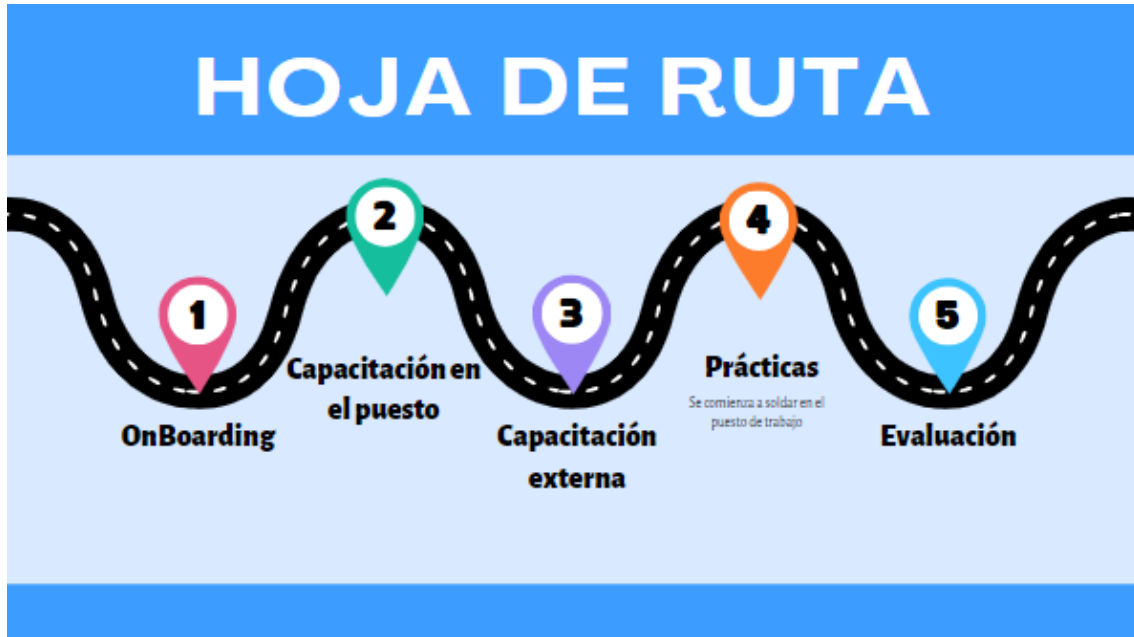 HOJA DE RUTA
1
OnBoarding
2
Capacitación en
el puesto
3
Capacitación
externa
4
Prácticas
Se comienza a soldar en el
puesto de trabajo
5
Evaluación